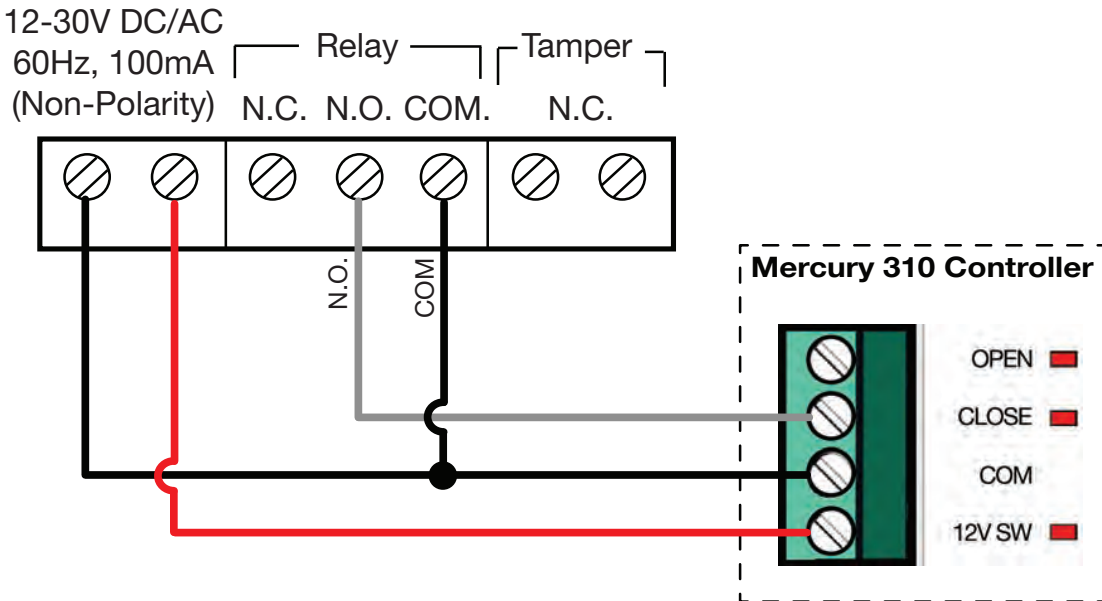 12-30V DC/AC
60Hz, 100mA
(Non-Polarity)
Relay
Tamper
N.C. N.O. COM.
N.C.
N.O.
COM
Mercury 310 Controller
OPEN
CLOSE
COM
12V SW